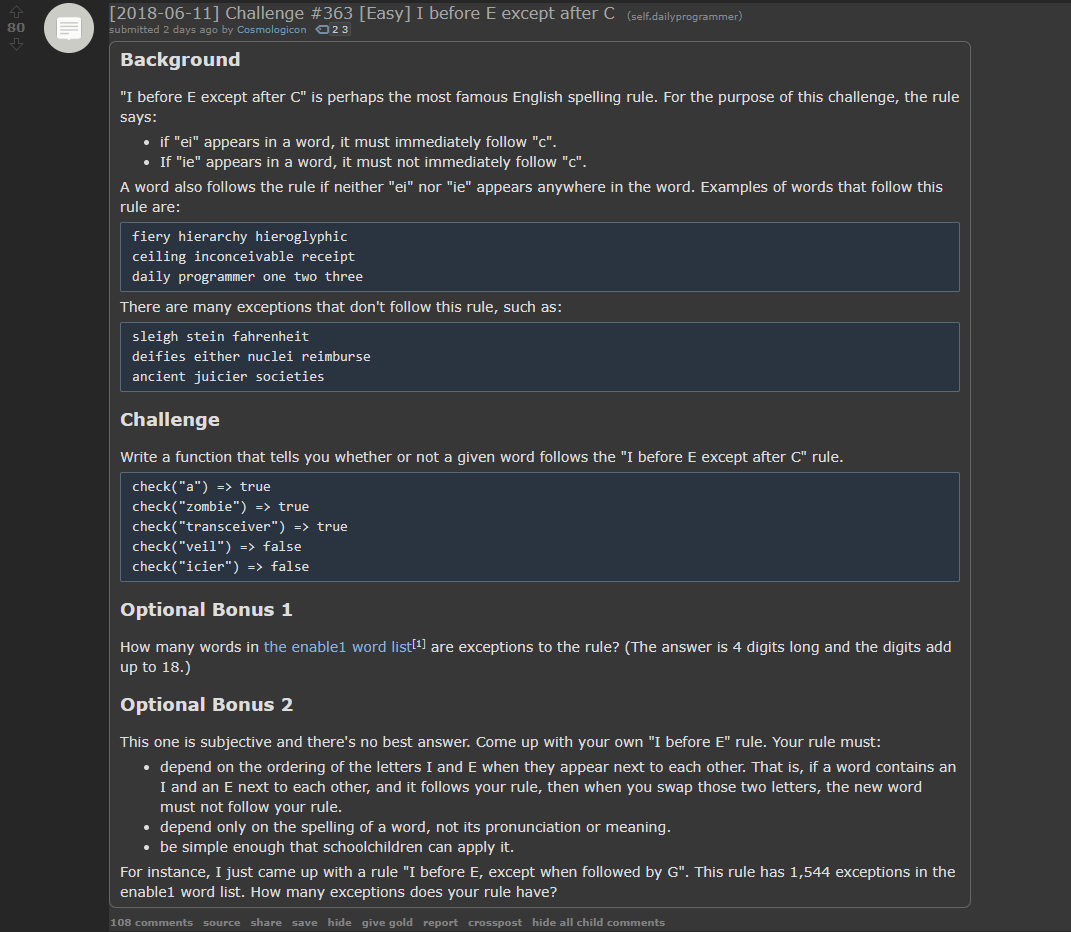 [2018-06-11] Challenge #363 [Easy] I before E except after C (self.dailyprogrammer)
80
submitted 2 days ago by Cosmologicon 2 3
Background
"I before E except after C" is perhaps the most famous English spelling rule. For the purpose of this challenge, the rule
says:
• if "ei" appears in a word, it must immediately follow "c".
• If "ie" appears in a word, it must not immediately follow "c".
A word also follows the rule if neither "ei" nor "ie" appears anywhere in the word. Examples of words that follow this
rule are:
fiery hierarchy hieroglyphic
ceiling inconceivable receipt
daily programmer one two three
There are many exceptions that don't follow this rule, such as:
sleigh stein fahrenheit
deifies either nuclei reimburse
ancient juicier societies
Challenge
Write a function that tells you whether or not a given word follows the "I before E except after C" rule.
check("a") => true
check("zombie") => true
check("transceiver") => true
check("veil") => false
check("icier") => false
Optional Bonus 1
How many words in the enable1 word list[1] are exceptions to the rule? (The answer is 4 digits long and the digits add
up to 18.)
Optional Bonus 2
This one is subjective and there's no best answer. Come up with your own "I before E" rule. Your rule must:
• depend on the ordering of the letters I and E when they appear next to each other. That is, if a word contains an
I and an E next to each other, and it follows your rule, then when you swap those two letters, the new word
must not follow your rule.
• depend only on the spelling of a word, not its pronunciation or meaning.
• be simple enough that schoolchildren can apply it.
For instance, I just came up with a rule "I before E, except when followed by G". This rule has 1,544 exceptions in the
enable1 word list. How many exceptions does your rule have?
108 comments source share save hide give gold report crosspost hide all child comments